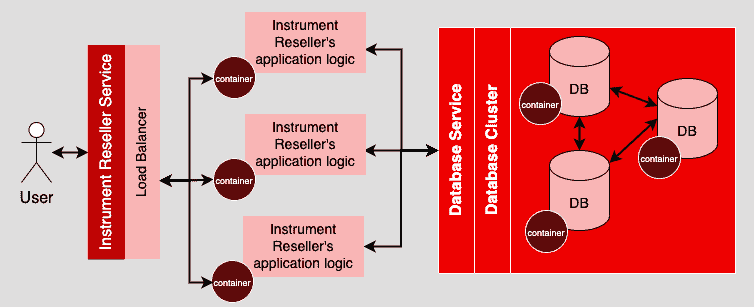 User
Instrument Reseller Service
Load Balancer
Instrument
Reseller's
application logic
container
Instrument
Reseller's
application logic
container
Instrument
Reseller's
application logic
container
Database Service
Database Cluster
DB
container
DB
container
DB
container